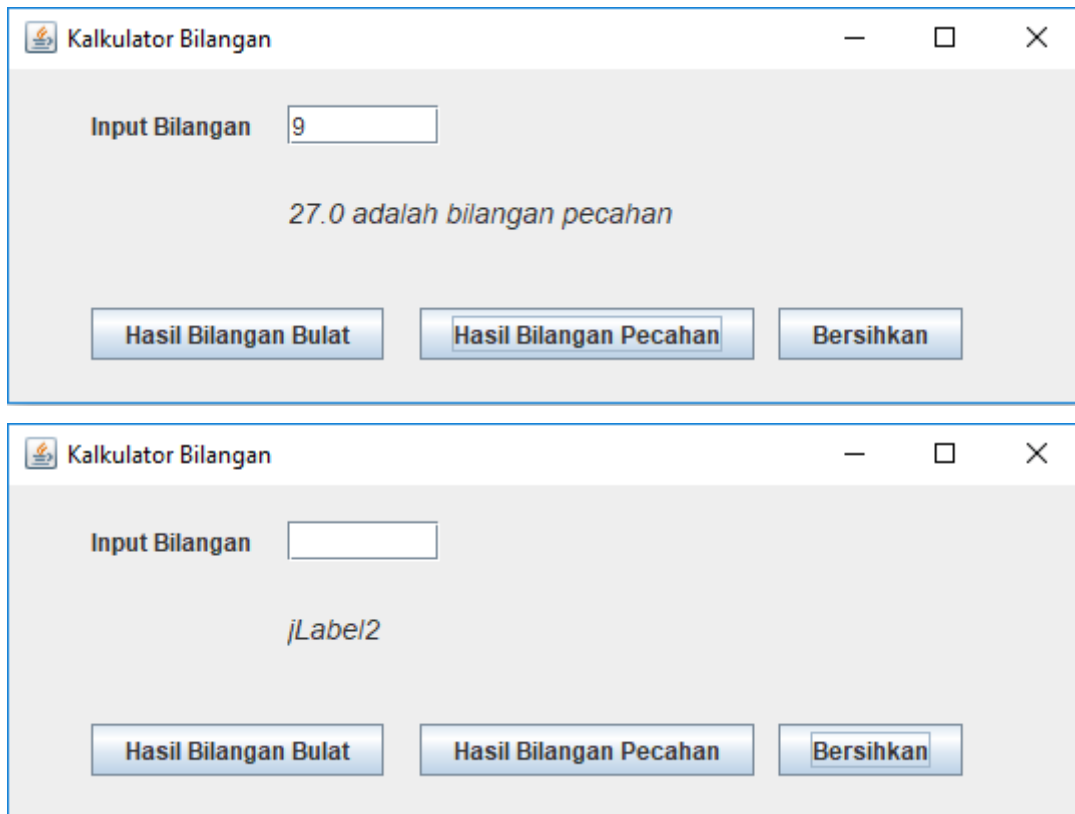 Kalkulator Bilangan
Input Bilangan 9
27.0 adalah bilangan pecahan
Hasil Bilangan Bulat Hasil Bilangan Pecahan Bersihkan
Kalkulator Bilangan
Input Bilangan
jLabel2
Hasil Bilangan Bulat Hasil Bilangan Pecahan Bersihkan